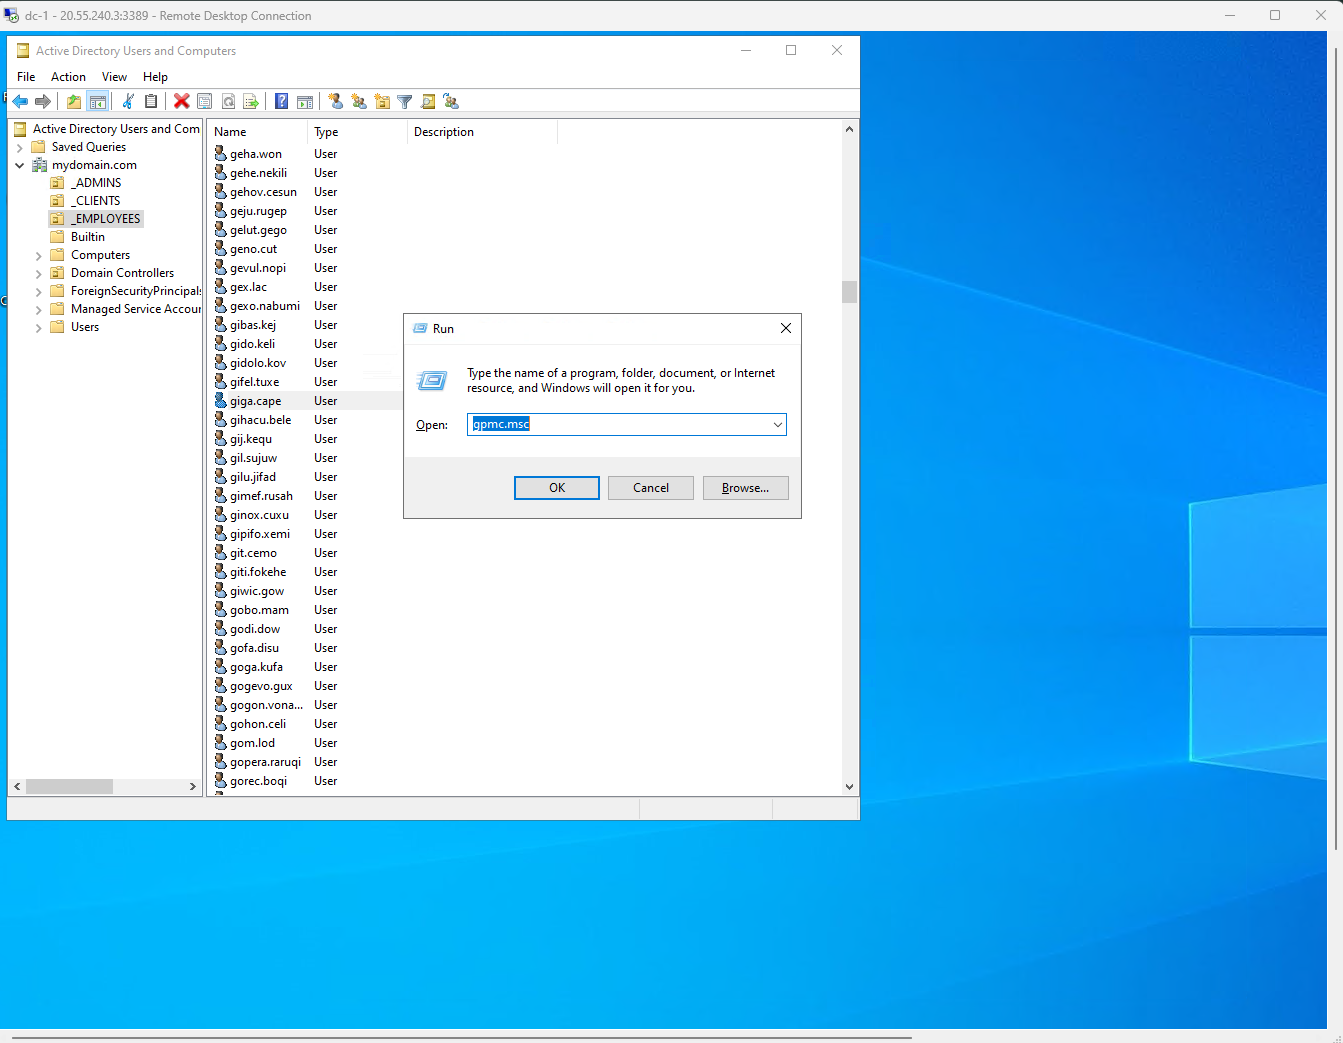 dc-1 - 20.55.240.3:3389 - Remote Desktop Connection
Active Directory Users and Computers
File Action View Help
Active Directory Users and Com
Saved Queries
mydomain.com
_ADMINS
_CLIENTS
_EMPLOYEES
Builtin
Computers
Domain Controllers
ForeignSecurityPrincipals
Managed Service Accour
Users
Name Type Description
geha.won User
gehe.nekili User
gehov.cesun User
geju.rugep User
gelut.gego User
geno.cut User
gevul.nopi User
gex.lac User
gexo.nabumi User
gibas.kej User
gido.keli User
gidolo.kov User
gifel.tuxe User
giga.cape User
gihacu.bele User
gij.kequ User
gil.sujuw User
gilu.jifad User
gimef.rusah User
ginox.cuxu User
gipifo.xemi User
git.cemo User
giti.fokehe User
giwic.gow User
gobo.mam User
godi.dow User
gofa.disu User
goga.kufa User
gogevo.gux User
gogon.vona... User
gohon.celi User
gom.lod User
gopera.raruqi User
gorec.boqi User
Run
Type the name of a program, folder, document, or Internet
resource, and Windows will open it for you.
Open: gpmc.msc
OK Cancel Browse...